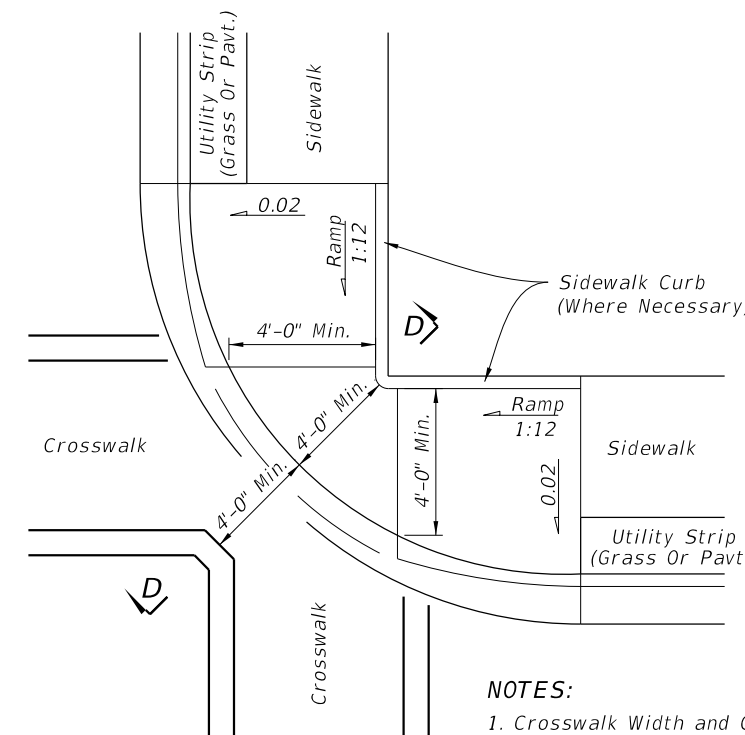 Utility Strip
(Grass Or Pavt.)
Sidewalk
0.02
Ramp
1:12
Sidewalk Curb
(Where Necessary
D
4'-0" Min.
4'-0" Min.
4'-0" Min.
Ramp
1:12
Crosswalk
Sidewalk
4'-0" Min.
0.02
Utility Strip
(Grass Or Pavt
D
Crosswalk
NOTES:
1. Crosswalk Width and